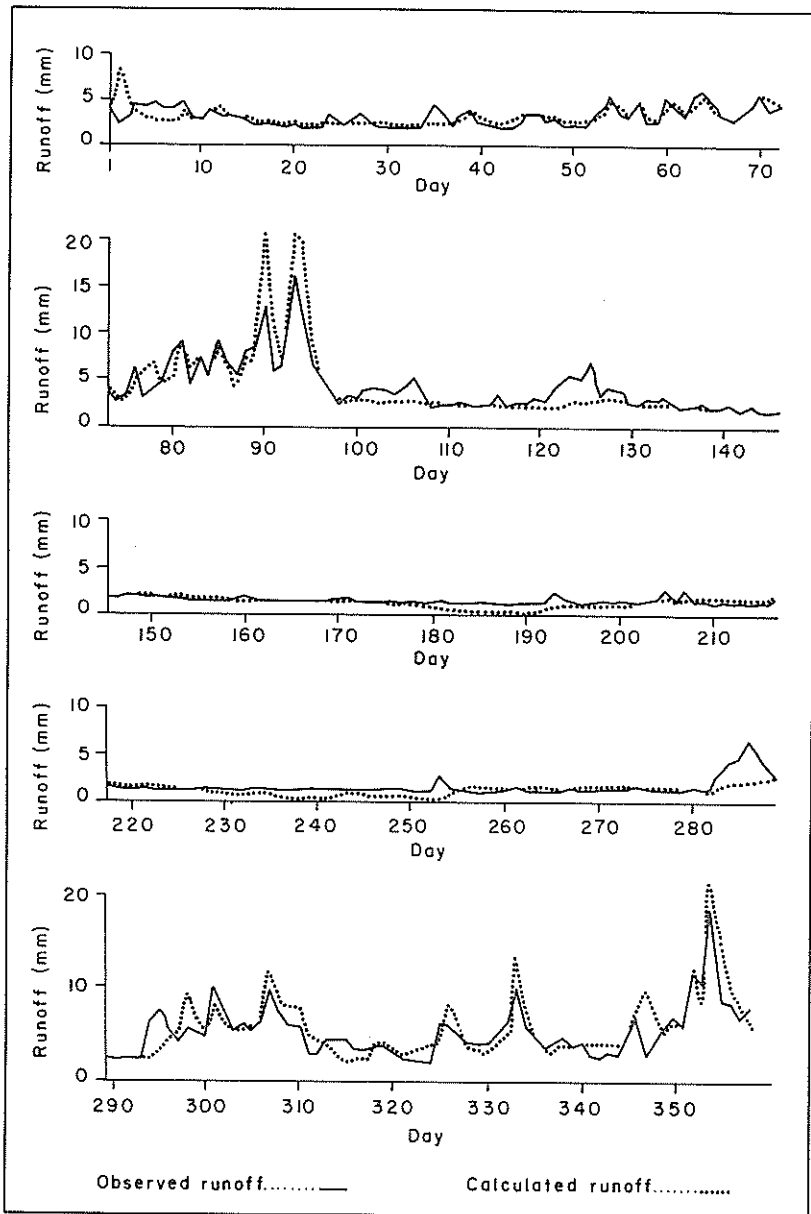 10
5
0
Runoff (mm)
1 10 20 30 40 50 60 70
Day
20
15
10
5
0
Runoff (mm)
80 90 100 110 120 130 140
Day
10
5
0
Runoff (mm)
150 160 170 180 190 200 210
Day
10
5
0
Runoff (mm)
220 230 240 250 260 270 280
Day
20
10
0
Runoff (mm)
290 300 310 320 330 340 350
Day
Observed runoff........ Calculated runoff........